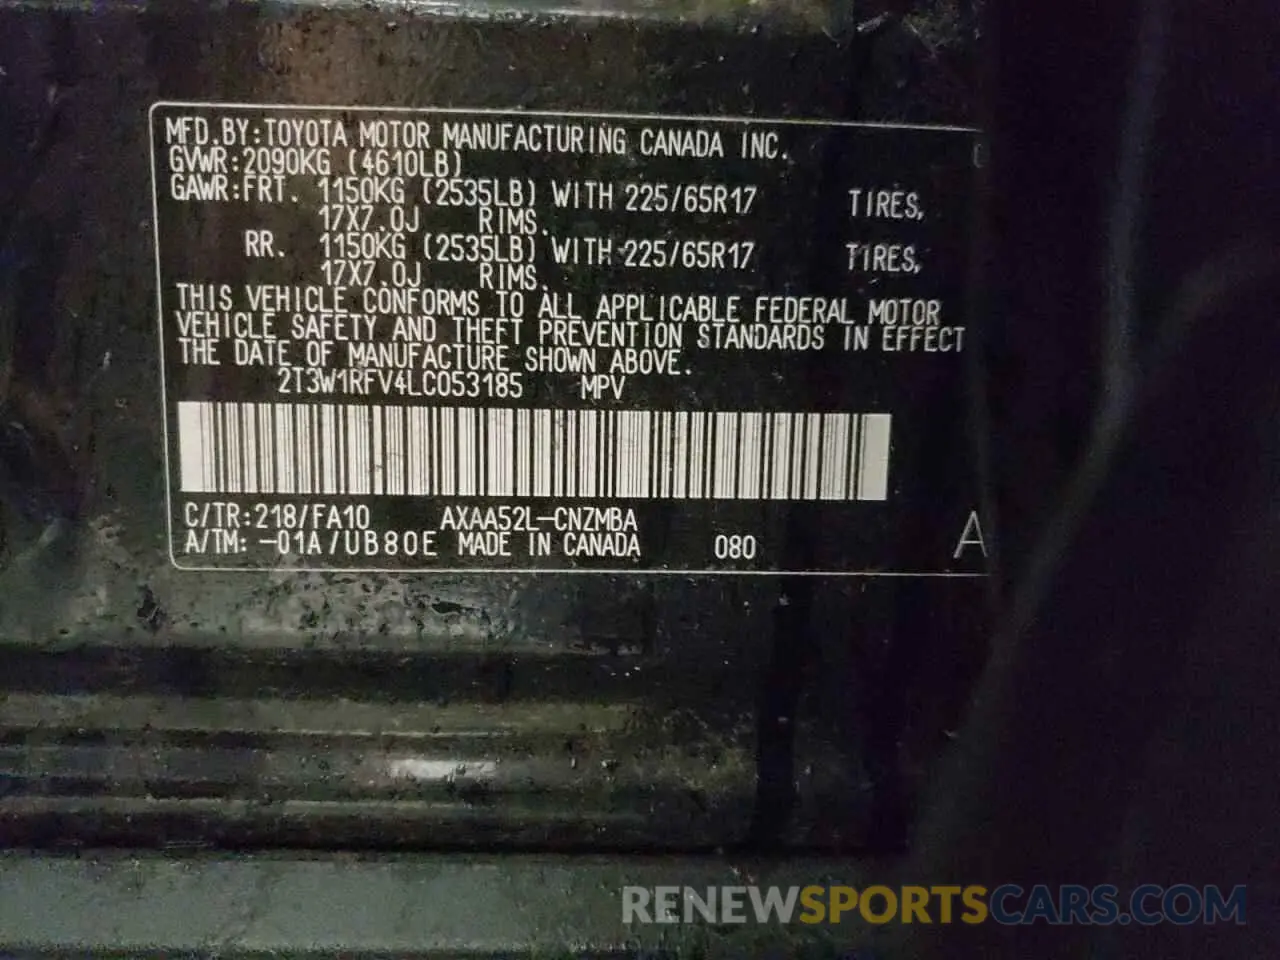 MFD.BY:TOYOTA MOTOR MANUFACTURING CANADA INC.
GVWR:2090KG (4610LB)
GAWR:FRT. 1150KG (2535LB) WITH 225/65R17 TIRES,
17X7.0J RIMS.
RR. 1150KG (2535LB) WITH 225/65R17 TIRES,
17X7.0J RIMS.
THIS VEHICLE CONFORMS TO ALL APPLICABLE FEDERAL MOTOR
VEHICLE SAFETY AND THEFT PREVENTION STANDARDS IN EFFECT
THE DATE OF MANUFACTURE SHOWN ABOVE.
2T3W1RFV4LC053185 MPV
C/TR:218/FA10 AXAA52L-CNZMBA
A/TM: -01A/UB80E MADE IN CANADA 080 A
RENEWSPORTSCARS.COM